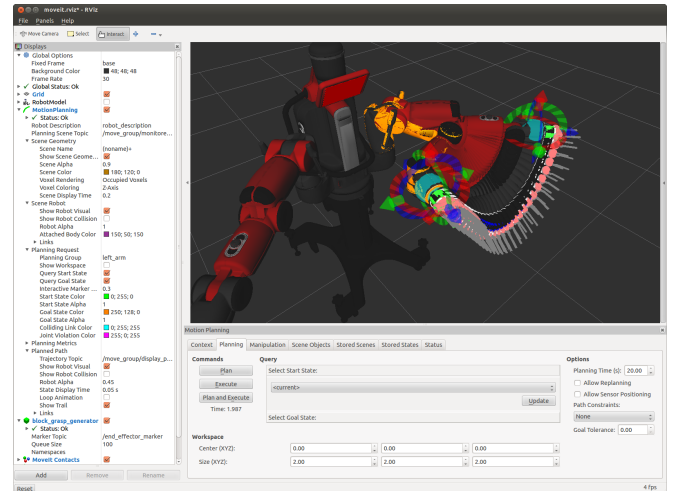 moveit.rviz* - RViz
File Panels Help
Move Camera Select Interact
Displays
Global Options
Fixed Frame base
Background Color 48; 48; 48
Frame Rate 30
Global Status: Ok
Grid
RobotModel
MotionPlanning
Status: Ok
Robot Description robot_description
Planning Scene Topic /move_group/monitore...
Scene Geometry
Scene Name (noname)+
Show Scene Geome...
Scene Alpha 0.9
Scene Color 180; 120; 0
Voxel Rendering Occupied Voxels
Voxel Coloring Z-Axis
Scene Display Time 0.2
Scene Robot
Show Robot Visual
Show Robot Collision
Robot Alpha 1
Attached Body Color 150; 50; 150
Links
Planning Request
Planning Group left_arm
Show Workspace
Query Start State
Query Goal State
Interactive Marker ... 0.3
Start State Color 0; 255; 0
Start State Alpha 1
Goal State Color 250; 128; 0
Goal State Alpha 1
Colliding Link Color 0; 255; 255
Joint Violation Color 255; 0; 255
Planning Metrics
Planned Path
Trajectory Topic /move_group/display_p...
Show Robot Visual
Show Robot Collision
Robot Alpha 0.45
State Display Time 0.05 s
Loop Animation
Show Trail
Links
block_grasp_generator
Status: Ok
Marker Topic /end_effector_marker
Queue Size 100
Namespaces
MoveIt Contacts
Add Remove Rename
Reset
Motion Planning
Context Planning Manipulation Scene Objects Stored Scenes Stored States Status
Commands Query Options
Plan Select Start State: Planning Time (s): 20.00
Execute <current> Allow Replanning
Plan and Execute Update Allow Sensor Positioning
Time: 1.987 Path Constraints:
Select Goal State: None
Goal Tolerance: 0.00
Workspace
Center (XYZ): 0.00 0.00 0.00
Size (XYZ): 2.00 2.00 2.00
4 fps